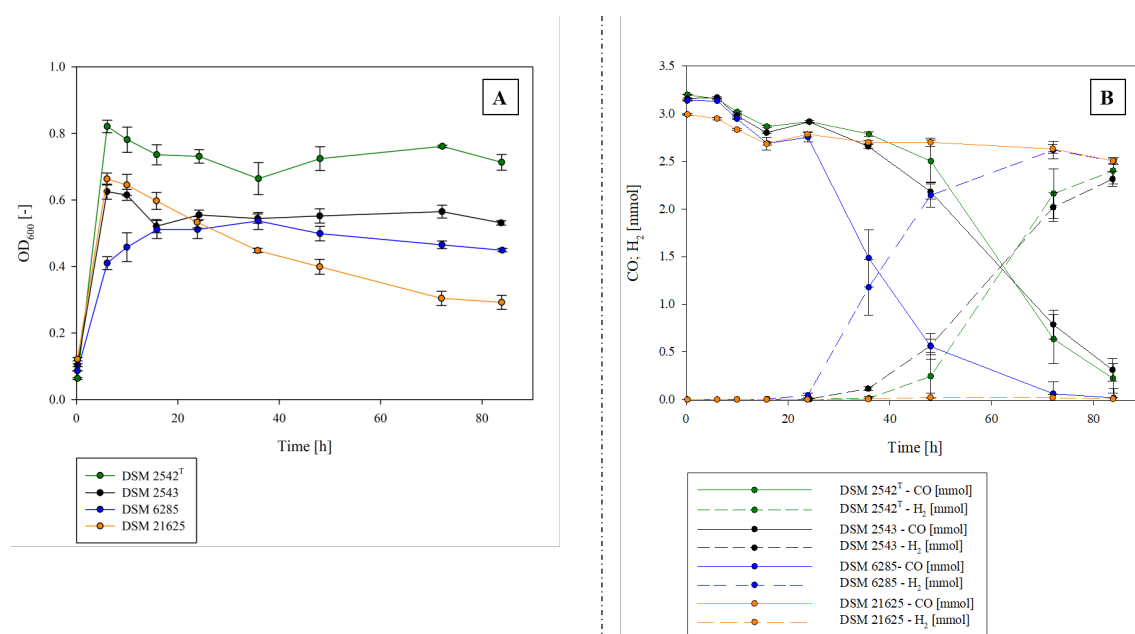 A
1.0
0.8
0.6
0.4
0.2
0.0
OD600 [-]
0
20
40
60
80
Time [h]
DSM 2542T
DSM 2543
DSM 6285
DSM 21625
B
3.5
3.0
2.5
2.0
1.5
1.0
0.5
0.0
CO; H2 [mmol]
0
20
40
60
80
Time [h]
DSM 2542T - CO [mmol]
DSM 2542T - H2 [mmol]
DSM 2543 - CO [mmol]
DSM 2543 - H2 [mmol]
DSM 6285- CO [mmol]
DSM 6285 - H2 [mmol]
DSM 21625 - CO [mmol]
DSM 21625 - H2 [mmol]